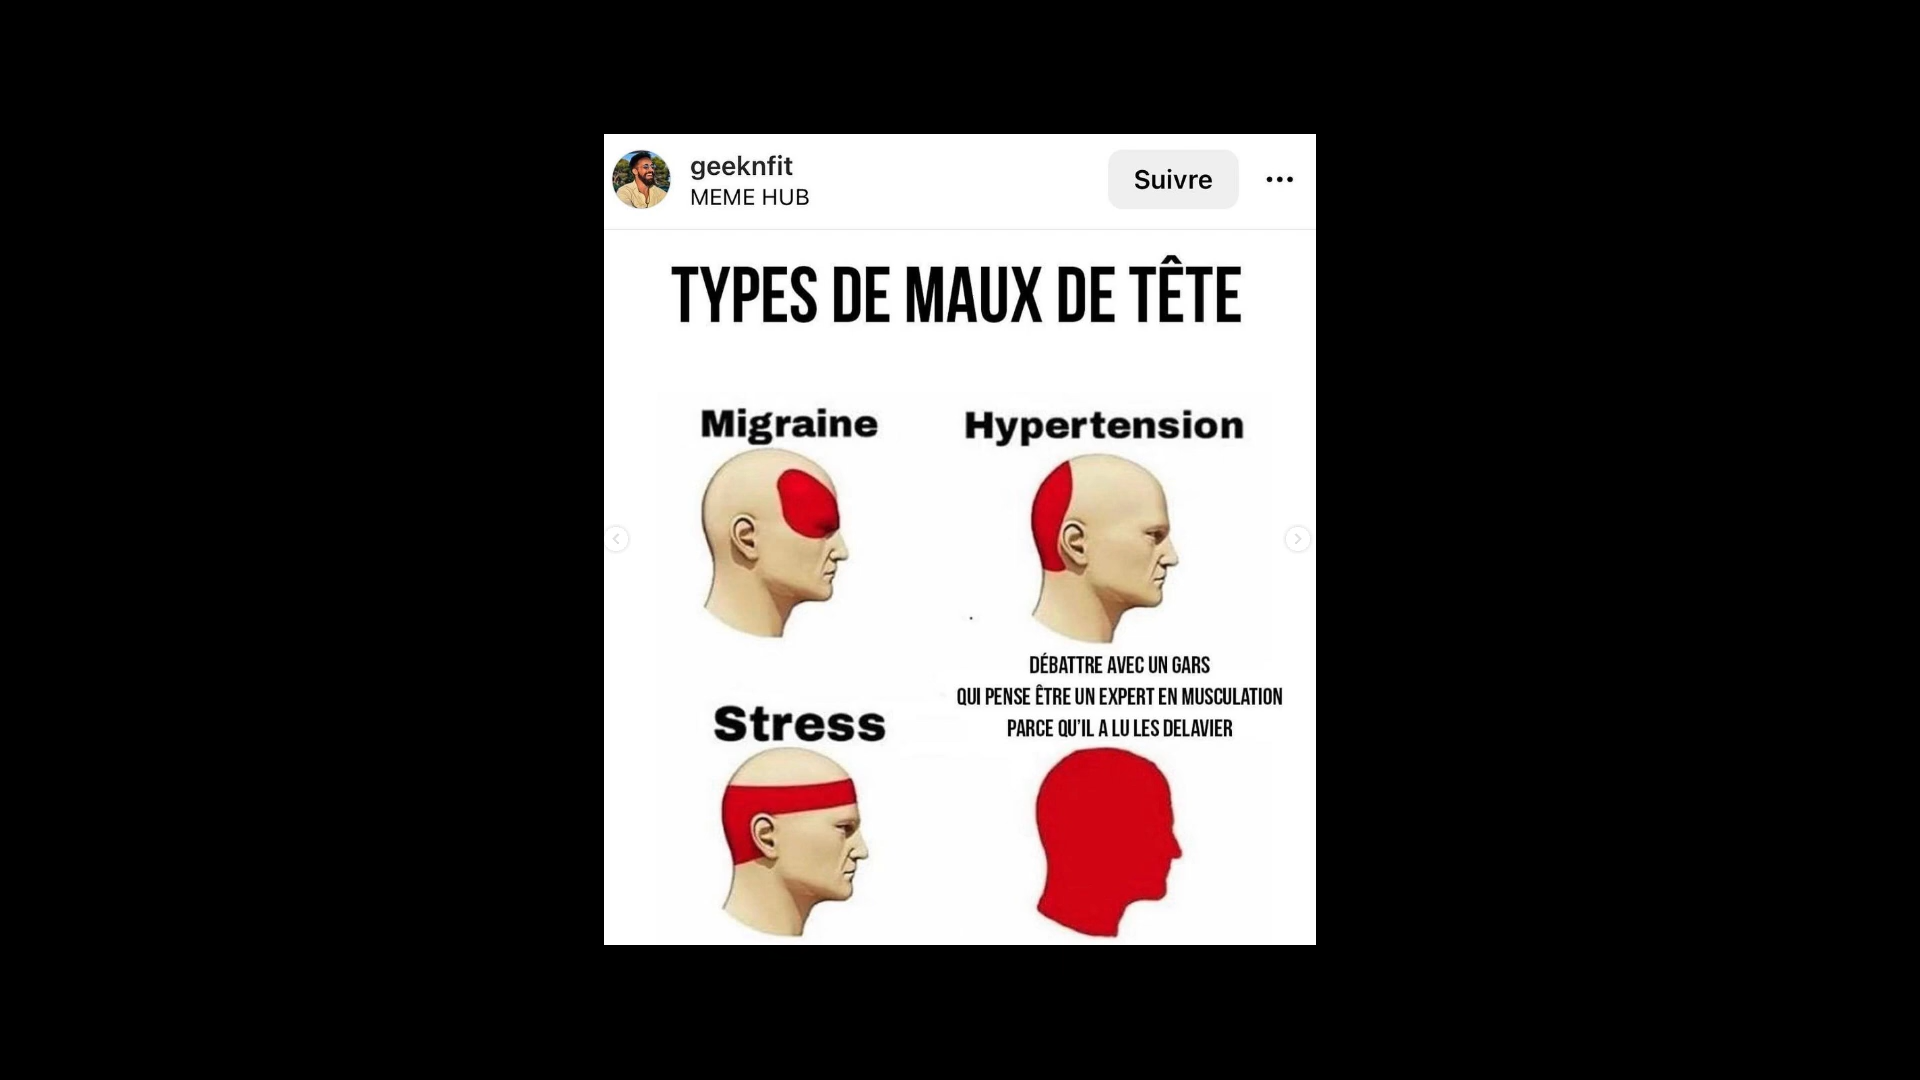 geeknfit
MEME HUB
Suivre
TYPES DE MAUX DE TÊTE
Migraine
Hypertension
Stress
DÉBATTRE AVEC UN GARS
QUI PENSE ÊTRE UN EXPERT EN MUSCULATION
PARCE QU'IL A LU LES DELAVIER